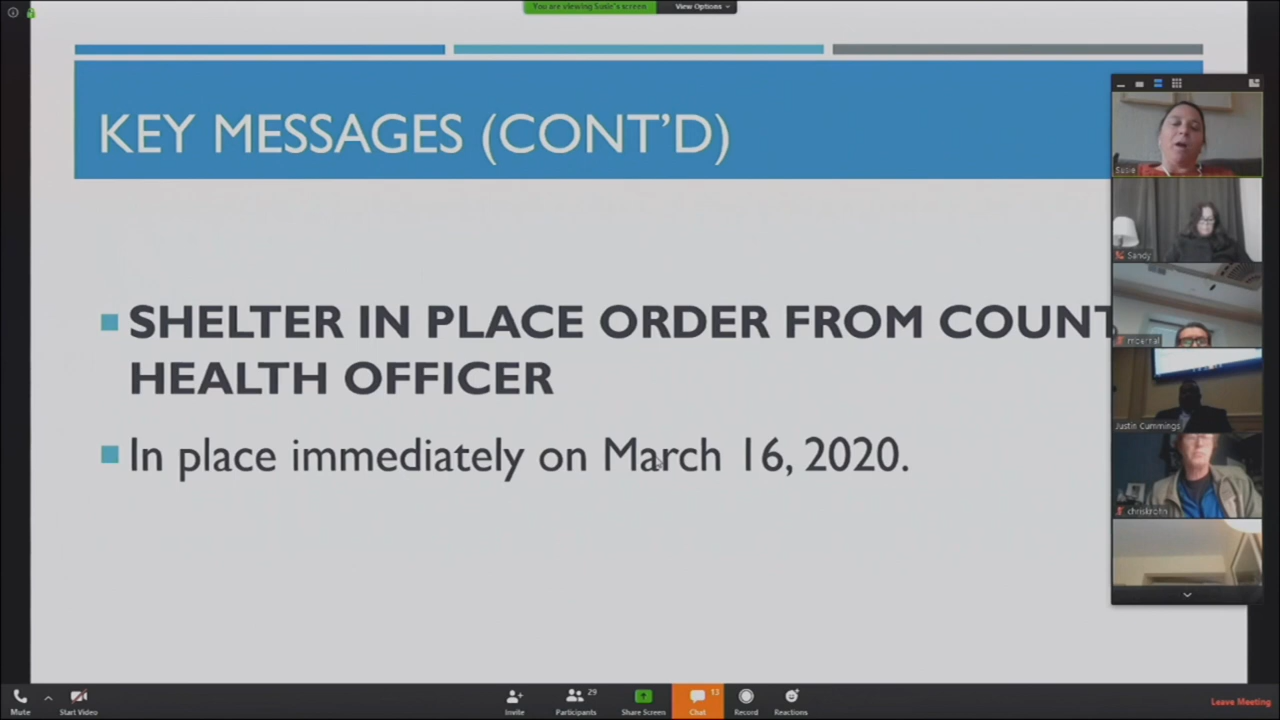 You are viewing Susie's screen
View Options
KEY MESSAGES (CONT'D)
SHELTER IN PLACE ORDER FROM COUNT
HEALTH OFFICER
In place immediately on March 16, 2020.
Susie
Sandy
Justin Cummings
Mute
Start Video
Invite
Participants
29
Share Screen
Chat
13
Record
Reactions
Leave Meeting